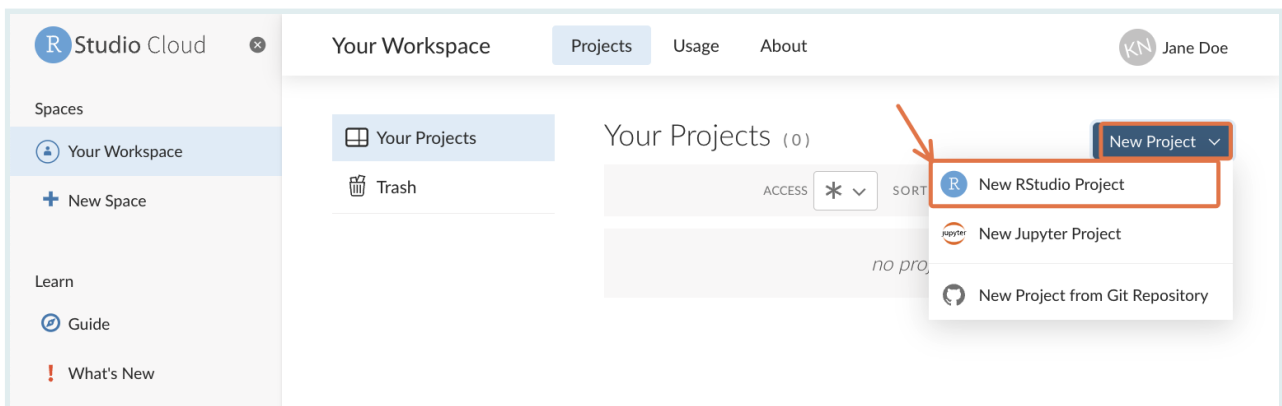 R Studio Cloud
Spaces
Your Workspace
New Space
Learn
Guide
What's New
Your Workspace
Projects
Usage
About
KN
Jane Doe
Your Projects
Trash
Your Projects (0)
New Project
ACCESS
SORT
no proj
R New RStudio Project
jupyter New Jupyter Project
New Project from Git Repository